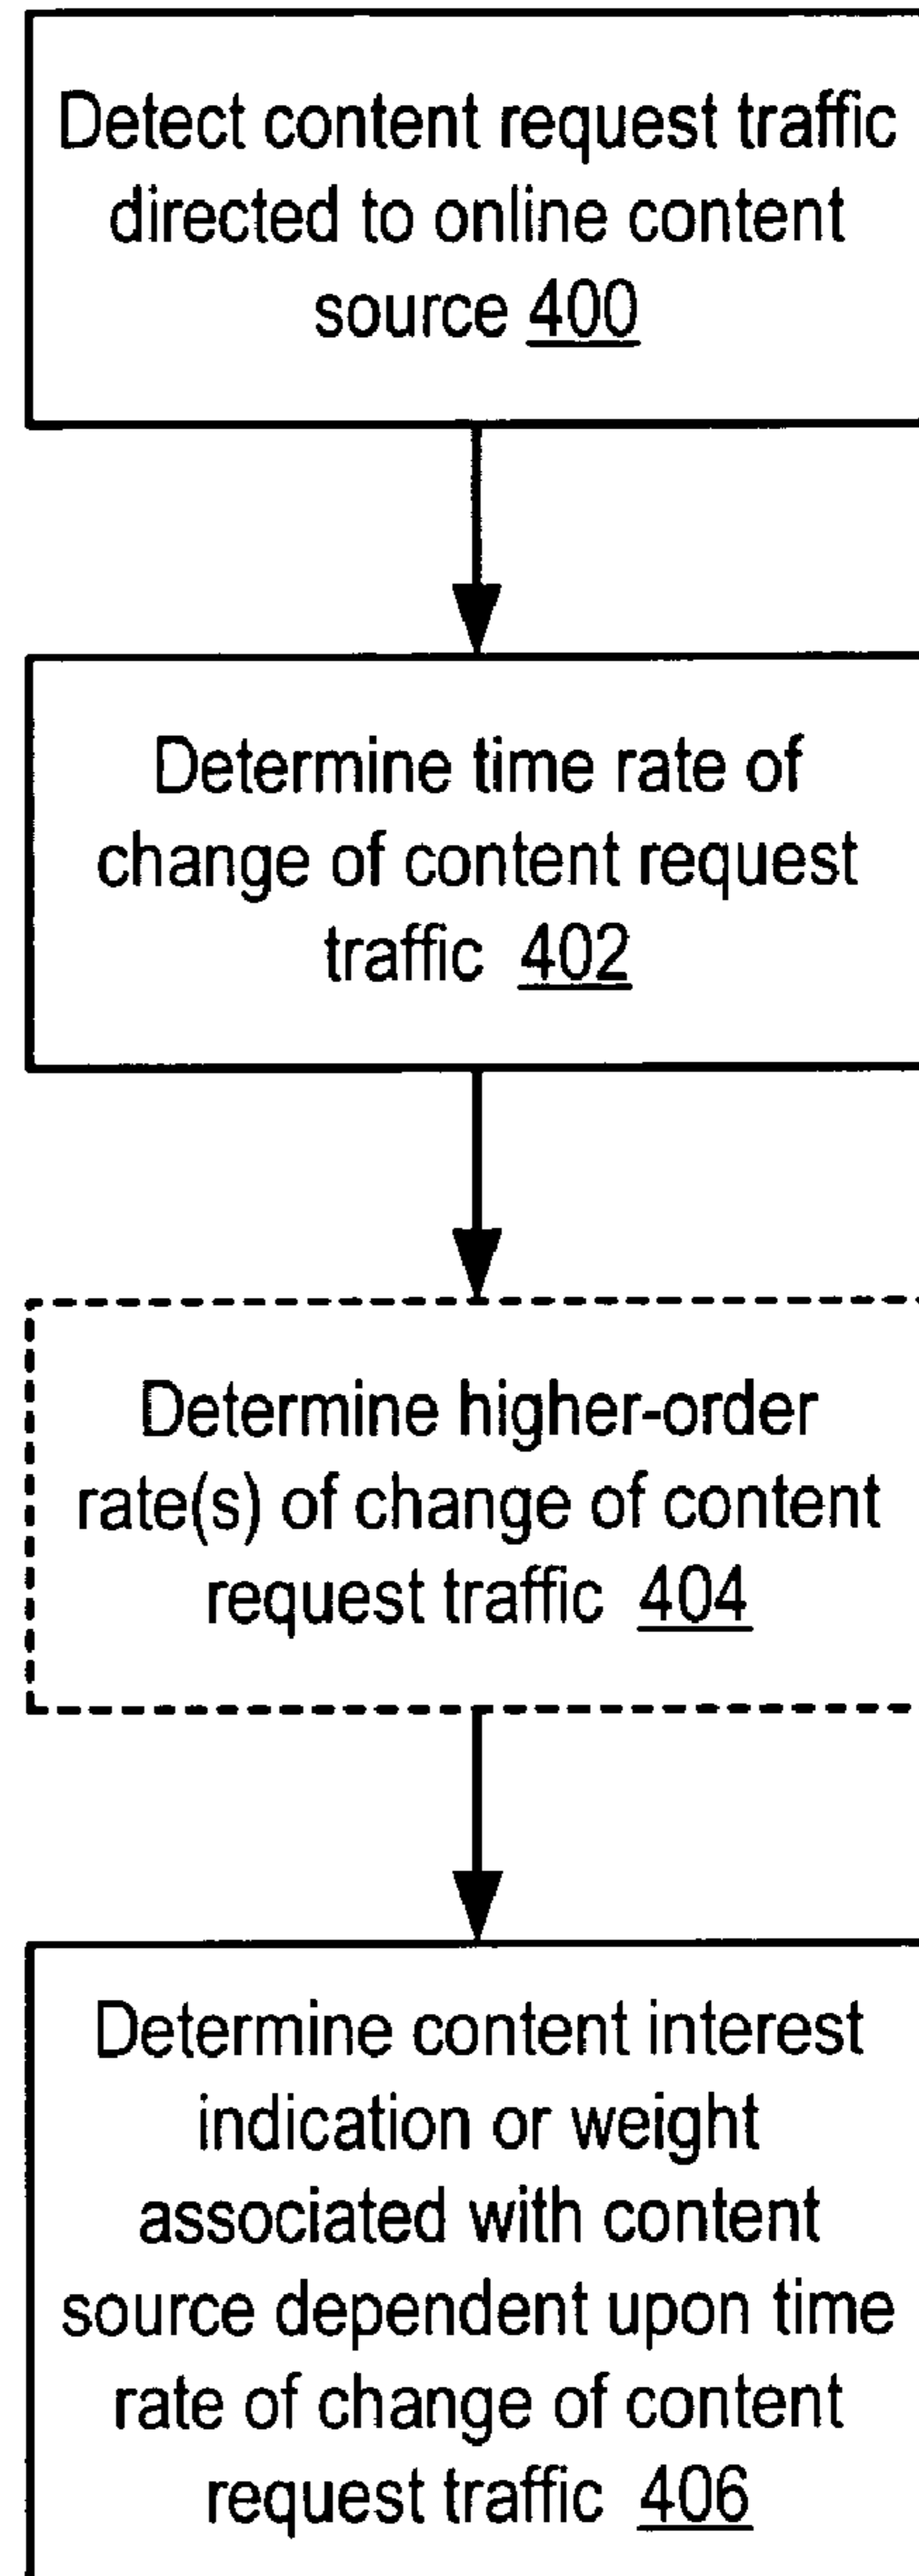 Detect content request traffic
directed to online content
source 400
Determine time rate of
change of content request
traffic 402
Determine higher-order
rate(s) of change of content
request traffic 404
Determine content interest
indication or weight
associated with content
source dependent upon time
rate of change of content
request traffic 406